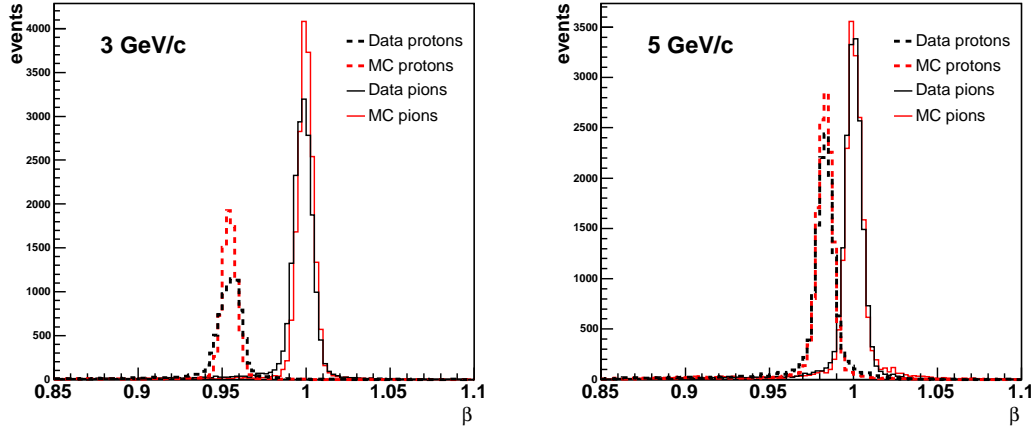 events
3 GeV/c
Data protons
MC protons
Data pions
MC pions
4000
3500
3000
2500
2000
1500
1000
500
0
0.85 0.9 0.95 1 1.05 1.1
β
events
5 GeV/c
Data protons
MC protons
Data pions
MC pions
3500
3000
2500
2000
1500
1000
500
0
0.85 0.9 0.95 1 1.05 1.1
β